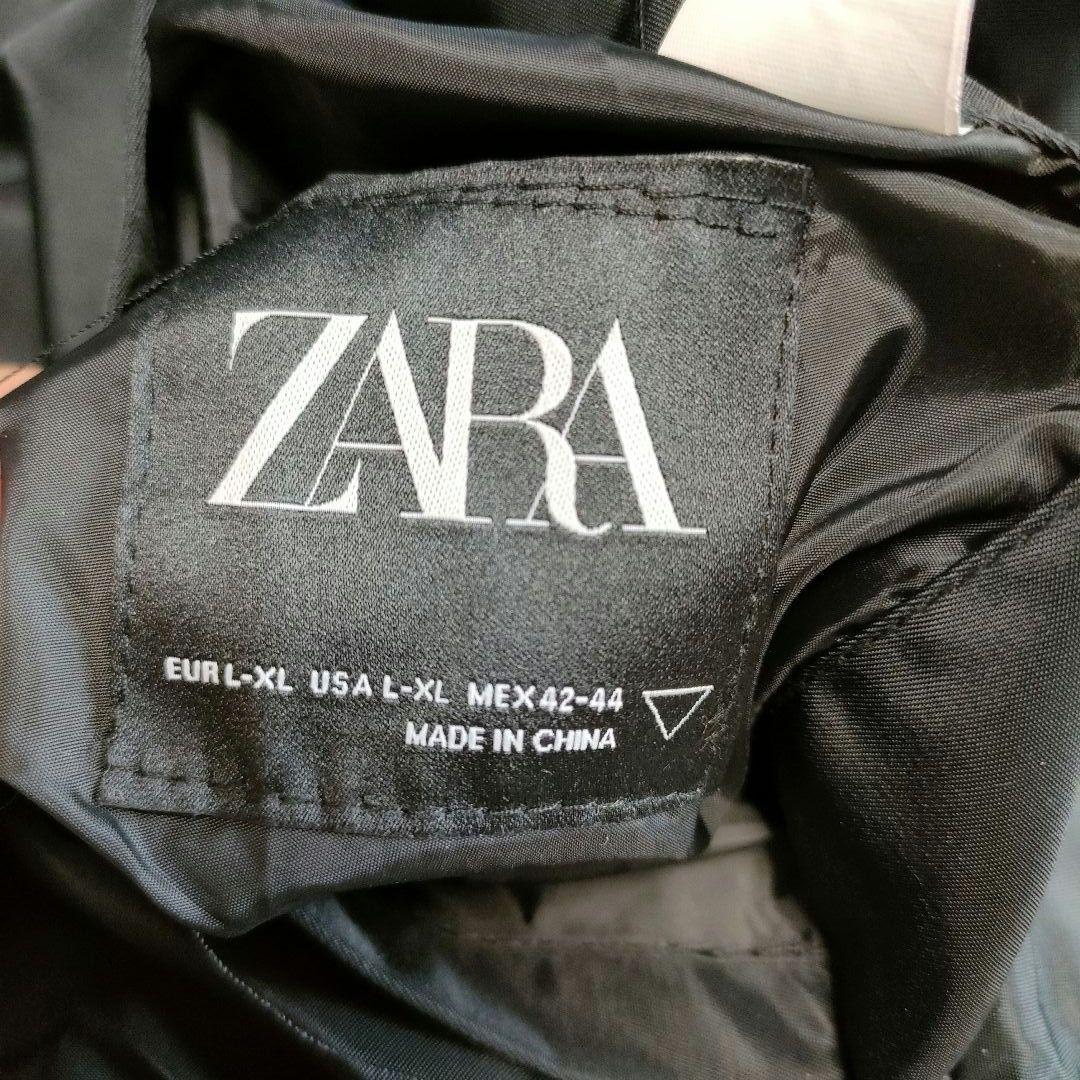 ZARA
EUR L-XL USA L-XL MEX 42-44
MADE IN CHINA